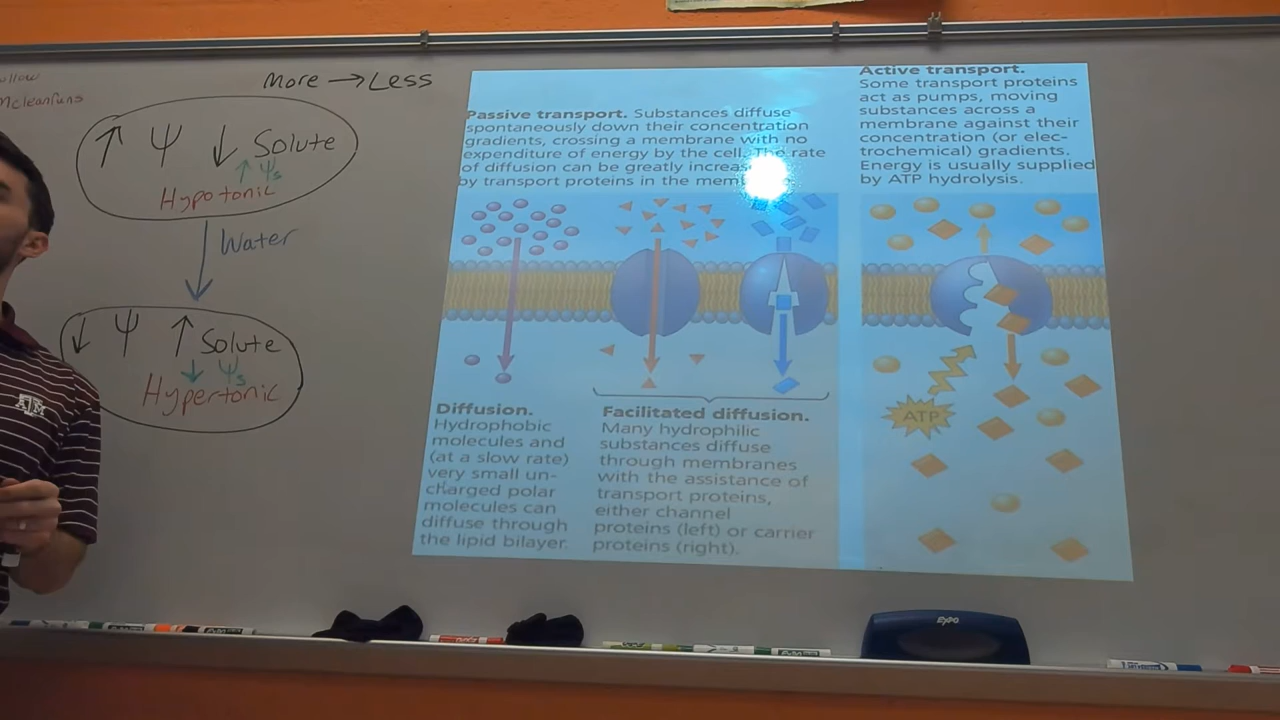 ollow
mcleanfuns
More → Less
↑ Ψ ↓ Solute
↑ Ψs
Hypotonic
Water
↓ Ψ ↑ Solute
↓ Ψs
Hypertonic
A&M
Passive transport. Substances diffuse
spontaneously down their concentration
gradients, crossing a membrane with no
expenditure of energy by the cell. The rate
of diffusion can be greatly increas
by transport proteins in the mem
Diffusion.
Hydrophobic
molecules and
(at a slow rate)
very small un-
charged polar
molecules can
diffuse through
the lipid bilayer.
Facilitated diffusion.
Many hydrophilic
substances diffuse
through membranes
with the assistance of
transport proteins,
either channel
proteins (left) or carrier
proteins (right).
Active transport.
Some transport proteins
act as pumps, moving
substances across a
membrane against their
concentration (or elec-
trochemical) gradients.
Energy is usually supplied
by ATP hydrolysis.
ATP
EXPO